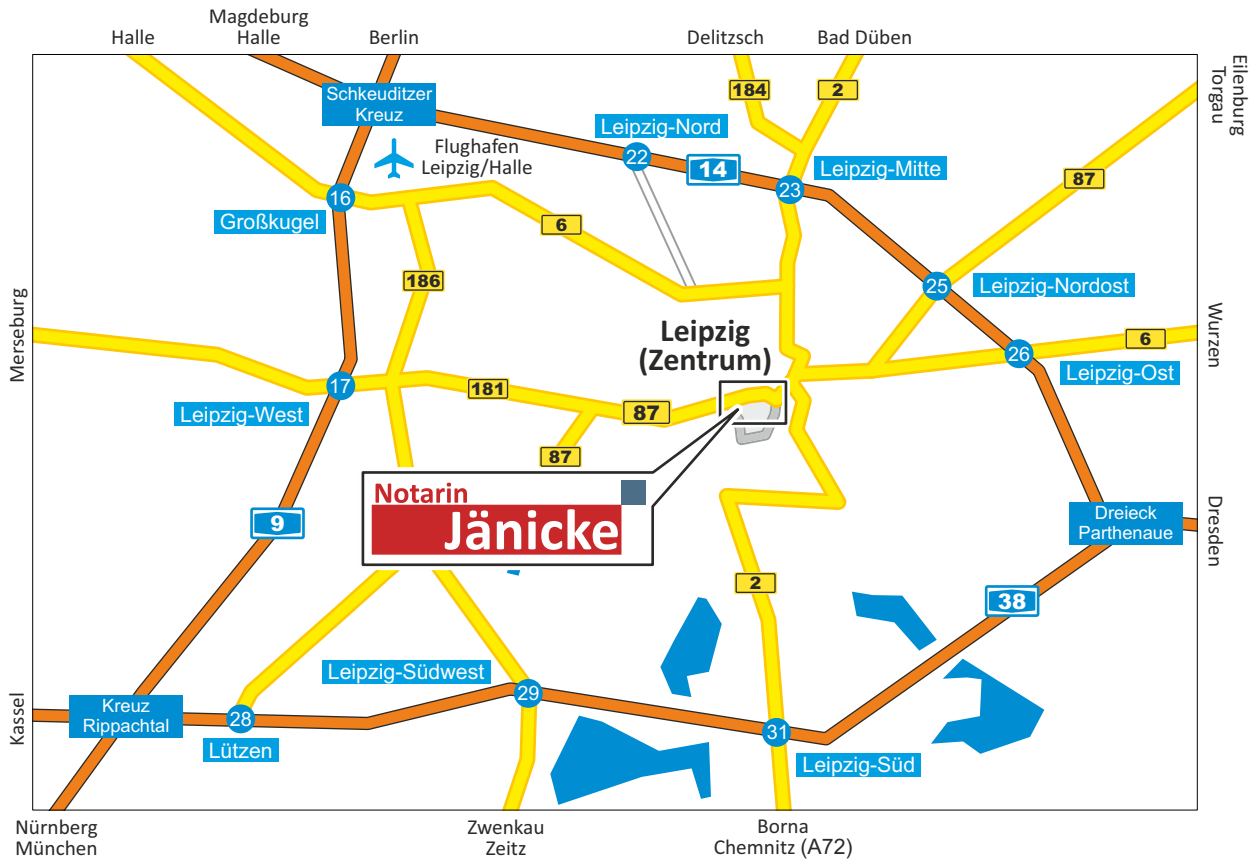 Magdeburg
Halle
Halle
Berlin
Delitzsch
Bad Düben
Eilenburg
Torgau
Schkeuditzer
Kreuz
184
2
Leipzig-Nord
Flughafen
Leipzig/Halle
22
14
23
Leipzig-Mitte
87
16
Großkugel
6
186
25
Leipzig-Nordost
Merseburg
Wurzen
Leipzig
(Zentrum)
6
26
Leipzig-Ost
17
Leipzig-West
181
87
87
Notarin
Jänicke
9
Dreieck
Parthenaue
Dresden
2
38
Leipzig-Südwest
29
Kassel
Kreuz
Rippachtal
28
Lützen
31
Leipzig-Süd
Nürnberg
München
Zwenkau
Zeitz
Borna
Chemnitz (A72)